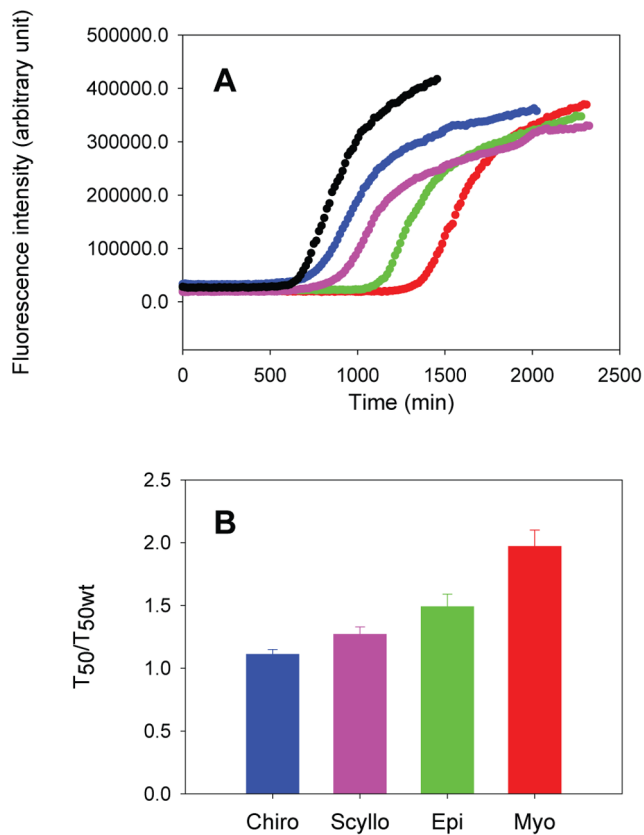 A
Fluorescence intensity (arbitrary unit)
500000.0
400000.0
300000.0
200000.0
100000.0
0.0
0 500 1000 1500 2000 2500
Time (min)
B
T50/T50wt
2.5
2.0
1.5
1.0
0.5
0.0
Chiro Scyllo Epi Myo